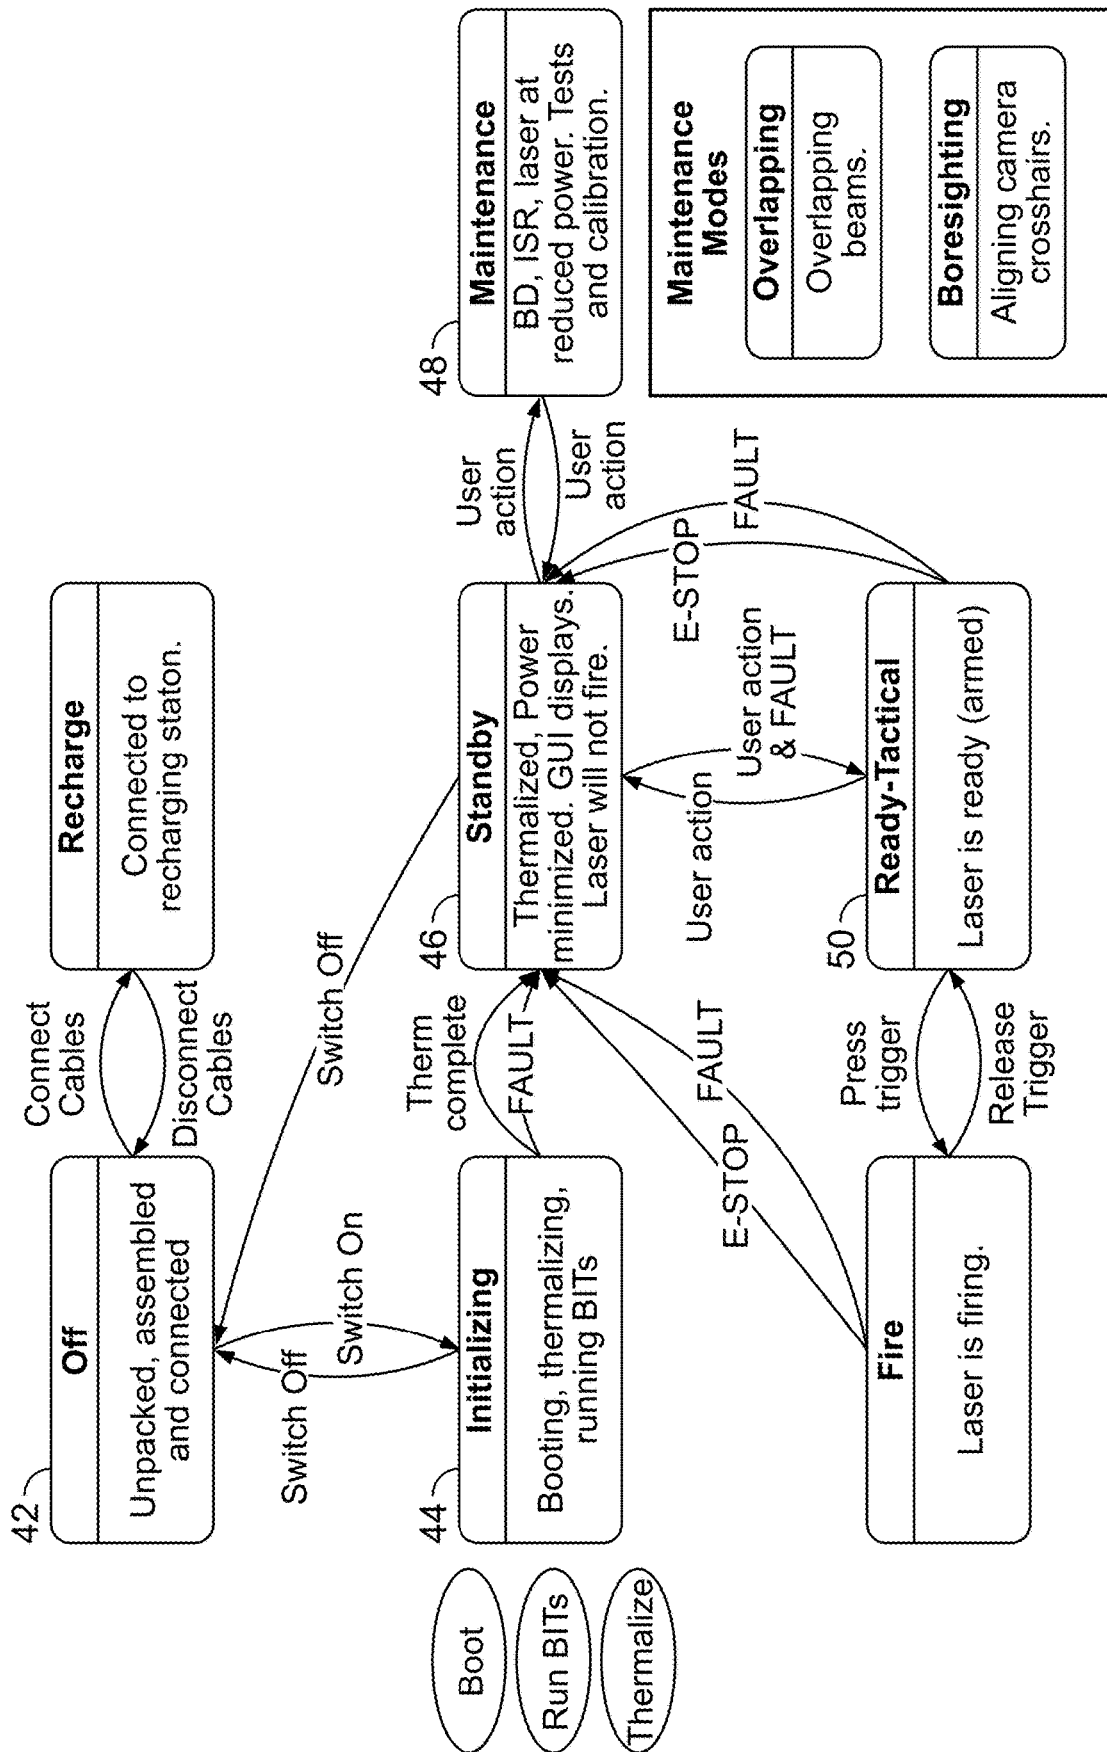 42
Off
Unpacked, assembled
and connected
Connect
Cables
Disconnect
Cables
Recharge
Connected to
recharging staton.
Switch Off
Switch On
Switch Off
Boot
Run BITs
Thermalize
44
Initializing
Booting, thermalizing,
running BITs
Therm
complete
FAULT
46
Standby
Thermalized, Power
minimized. GUI displays.
Laser will not fire.
User
action
User
action
48
Maintenance
BD, ISR, laser at
reduced power. Tests
and calibration.
E-STOP
FAULT
User action
User action
& FAULT
E-STOP
FAULT
Fire
Laser is firing.
Press
trigger
Release
Trigger
50
Ready-Tactical
Laser is ready (armed)
Maintenance
Modes
Overlapping
Overlapping
beams.
Boresighting
Aligning camera
crosshairs.